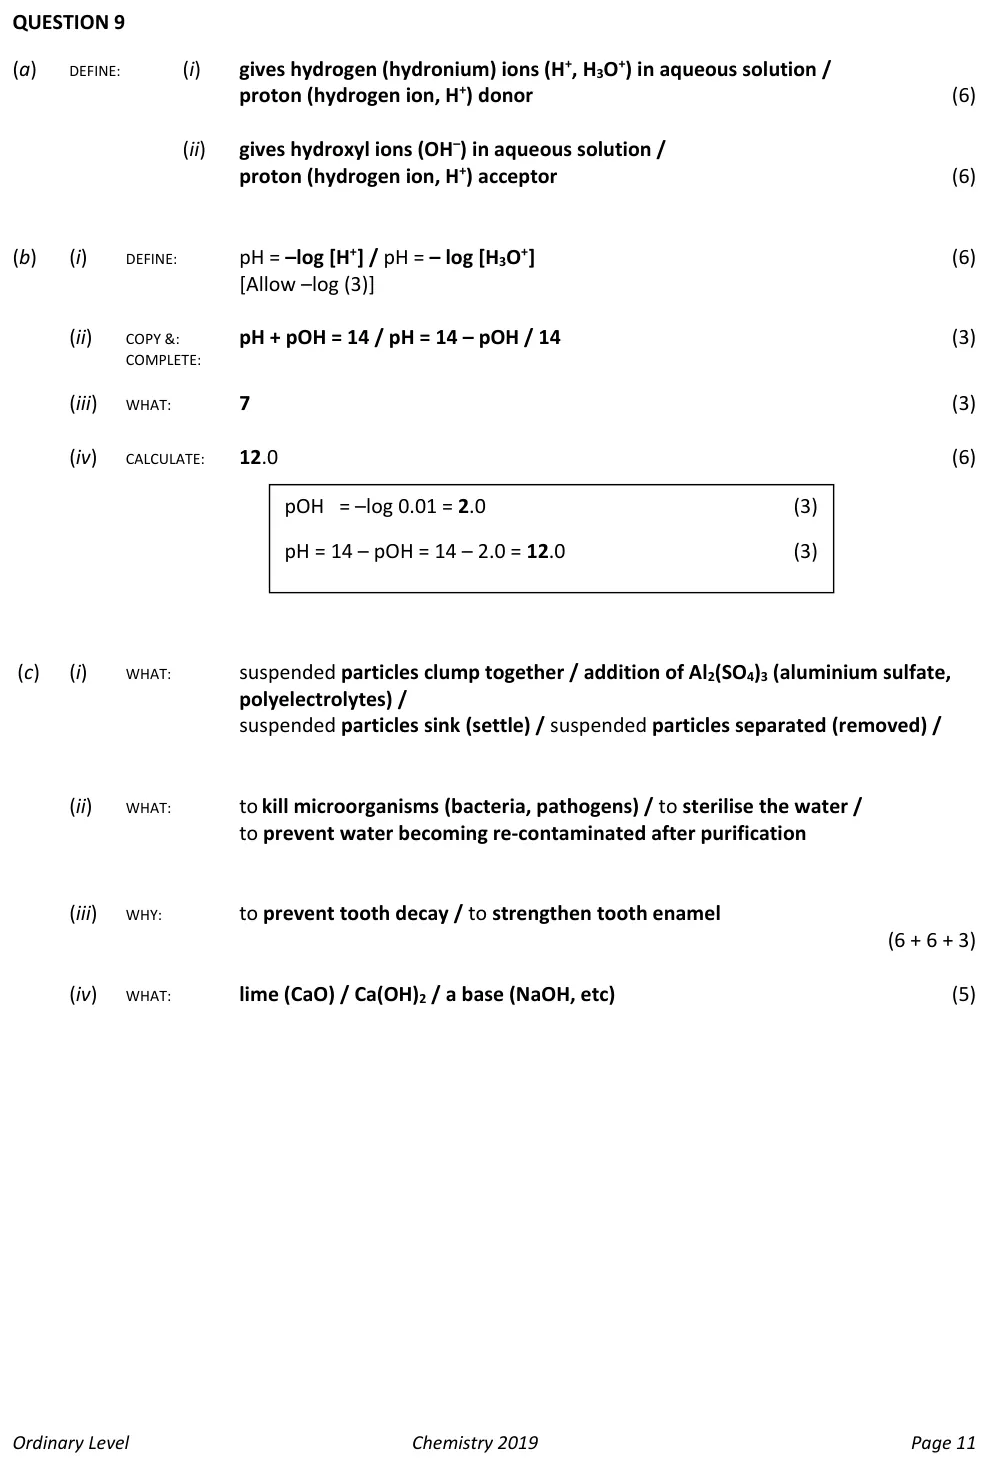 QUESTION 9
(a) DEFINE: (i) gives hydrogen (hydronium) ions (H⁺, H₃O⁺) in aqueous solution /
proton (hydrogen ion, H⁺) donor (6)
(ii) gives hydroxyl ions (OH⁻) in aqueous solution /
proton (hydrogen ion, H⁺) acceptor (6)
(b) (i) DEFINE: pH = –log [H⁺] / pH = – log [H₃O⁺] (6)
[Allow –log (3)]
(ii) COPY &: pH + pOH = 14 / pH = 14 – pOH / 14 (3)
COMPLETE:
(iii) WHAT: 7 (3)
(iv) CALCULATE: 12.0 (6)
pOH = –log 0.01 = 2.0 (3)
pH = 14 – pOH = 14 – 2.0 = 12.0 (3)
(c) (i) WHAT: suspended particles clump together / addition of Al₂(SO₄)₃ (aluminium sulfate,
polyelectrolytes) /
suspended particles sink (settle) / suspended particles separated (removed) /
(ii) WHAT: to kill microorganisms (bacteria, pathogens) / to sterilise the water /
to prevent water becoming re-contaminated after purification
(iii) WHY: to prevent tooth decay / to strengthen tooth enamel
(6 + 6 + 3)
(iv) WHAT: lime (CaO) / Ca(OH)₂ / a base (NaOH, etc) (5)
Ordinary Level Chemistry 2019 Page 11